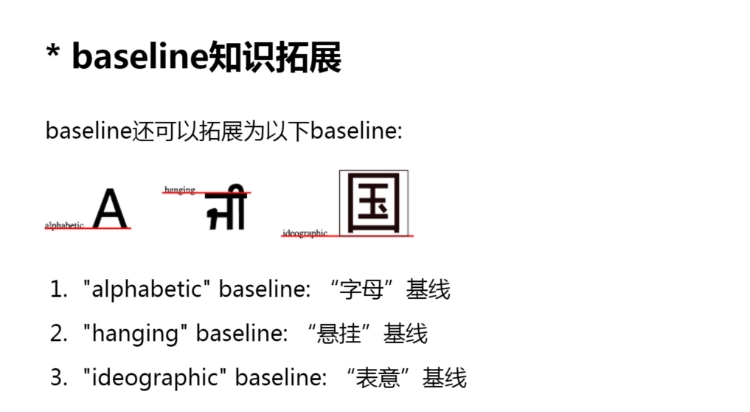 * baseline知识拓展
baseline还可以拓展为以下baseline:
alphabetic A
hanging जी
ideographic 国
1. "alphabetic" baseline: “字母”基线
2. "hanging" baseline: “悬挂”基线
3. "ideographic" baseline: “表意”基线